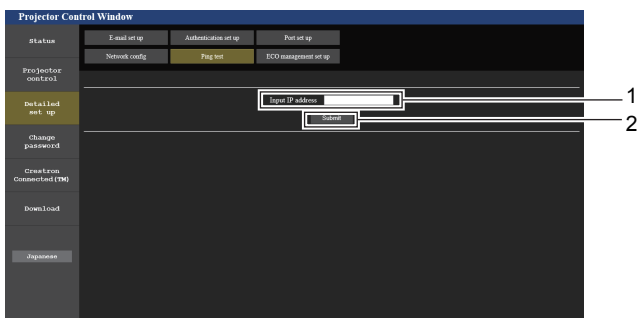 Projector Control Window
Status
E-mail set up
Authentication set up
Port set up
Network config
Ping test
ECO management set up
Projector
control
Detailed
set up
Input IP address
1
Submit
2
Change
password
Crestron
Connected(TM)
Download
Japanese